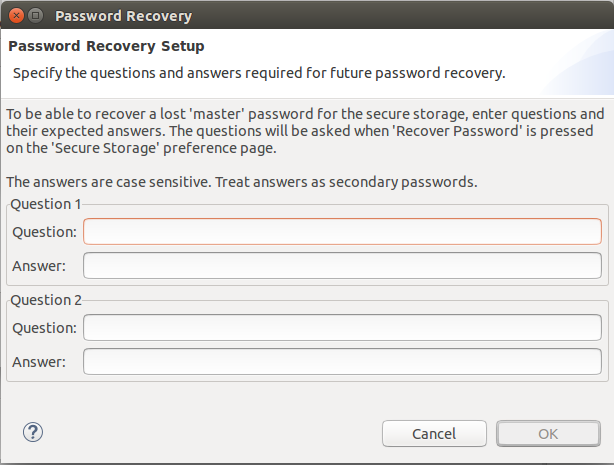 Password Recovery
Password Recovery Setup
Specify the questions and answers required for future password recovery.
To be able to recover a lost 'master' password for the secure storage, enter questions and
their expected answers. The questions will be asked when 'Recover Password' is pressed
on the 'Secure Storage' preference page.
The answers are case sensitive. Treat answers as secondary passwords.
Question 1
Question:
Answer:
Question 2
Question:
Answer:
?
Cancel OK